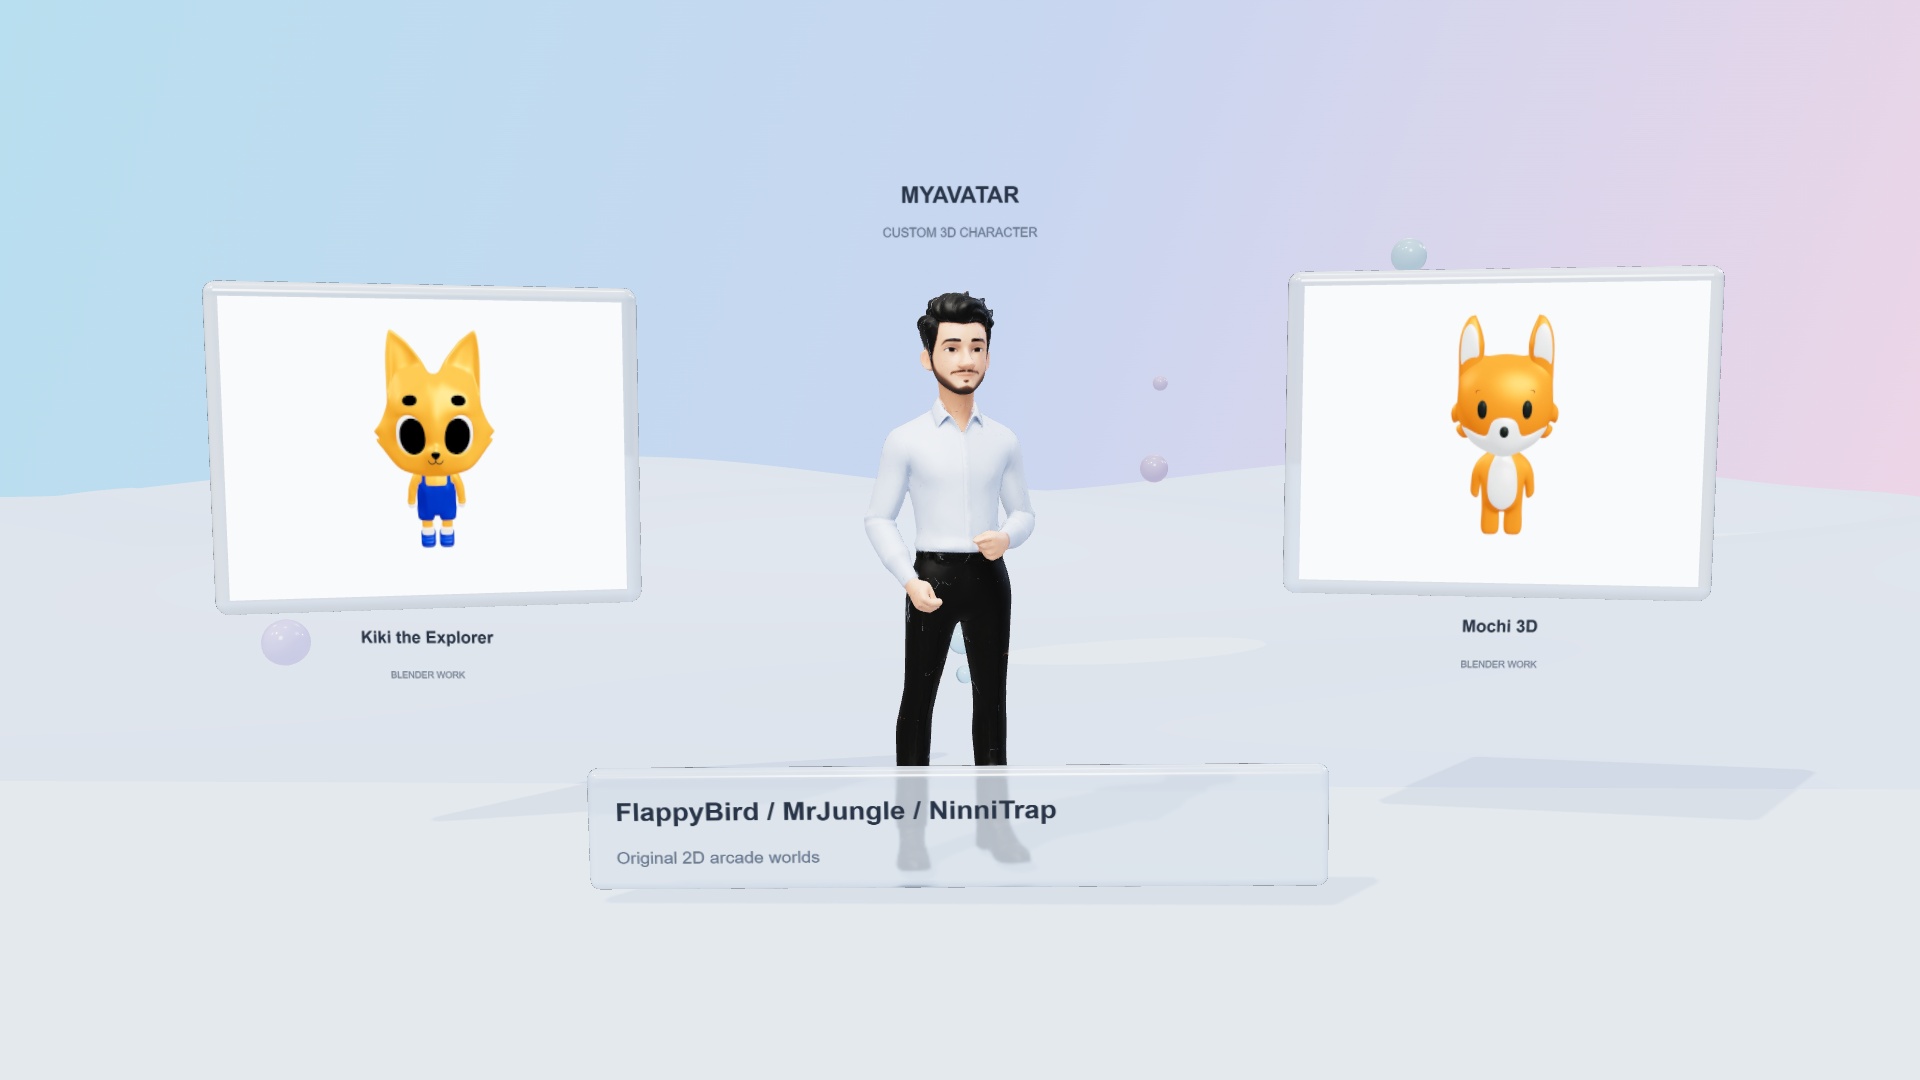 MYAVATAR
CUSTOM 3D CHARACTER
Kiki the Explorer
BLENDER WORK
Mochi 3D
BLENDER WORK
FlappyBird / MrJungle / NinniTrap
Original 2D arcade worlds